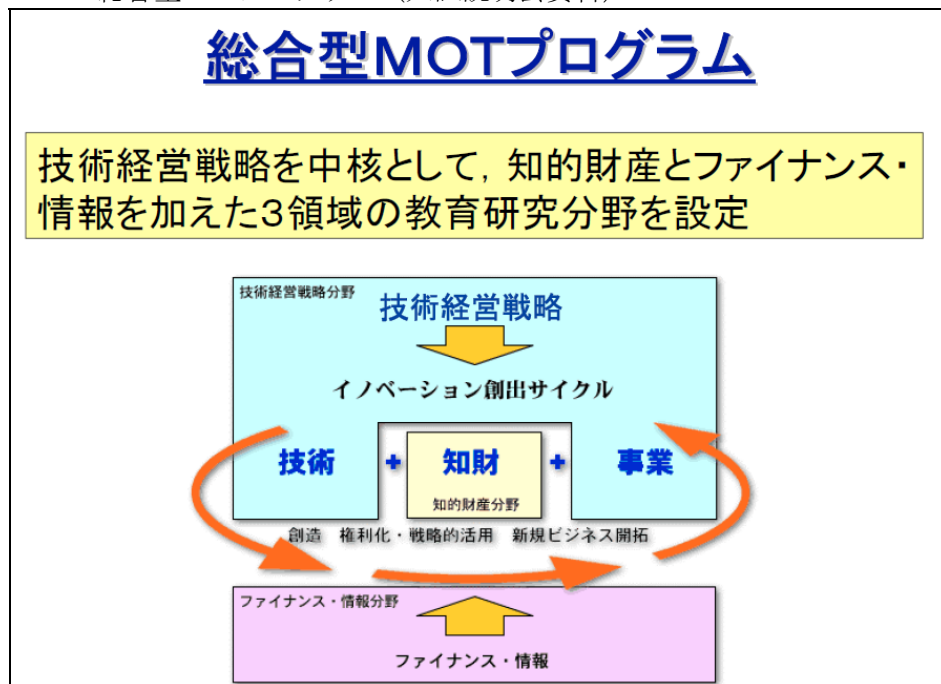 総合型MOTプログラム
技術経営戦略を中核として，知的財産とファイナンス・
情報を加えた３領域の教育研究分野を設定
技術経営戦略分野
技術経営戦略
イノベーション創出サイクル
技術 + 知財 + 事業
知的財産分野
創造 権利化・戦略的活用 新規ビジネス開拓
ファイナンス・情報分野
ファイナンス・情報